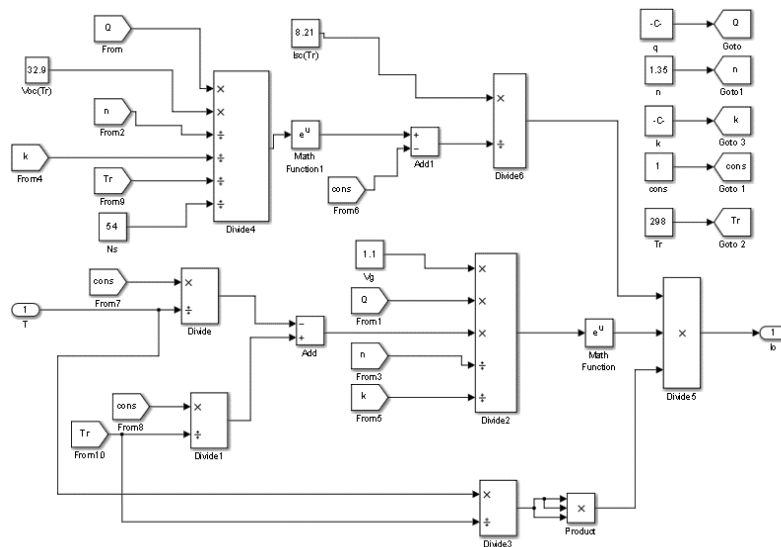 Q
From
32.9
Voc(Tr)
n
From2
k
From4
Tr
From9
54
Ns
×
×
÷
÷
÷
÷
Divide4
e^u
Math
Function1
8.21
Isc(Tr)
cons
From6
+
−
Add1
×
÷
Divide6
-C-
q
Q
Goto
1.35
n
n
Goto1
-C-
k
k
Goto 3
1
cons
cons
Goto 1
298
Tr
Tr
Goto 2
cons
From7
1
T
×
÷
Divide
−
+
Add
cons
From8
Tr
From10
×
÷
Divide1
1.1
Vg
Q
From1
n
From3
k
From5
×
×
×
÷
÷
Divide2
e^u
Math
Function
×
Divide5
1
Io
×
÷
Divide3
×
Product